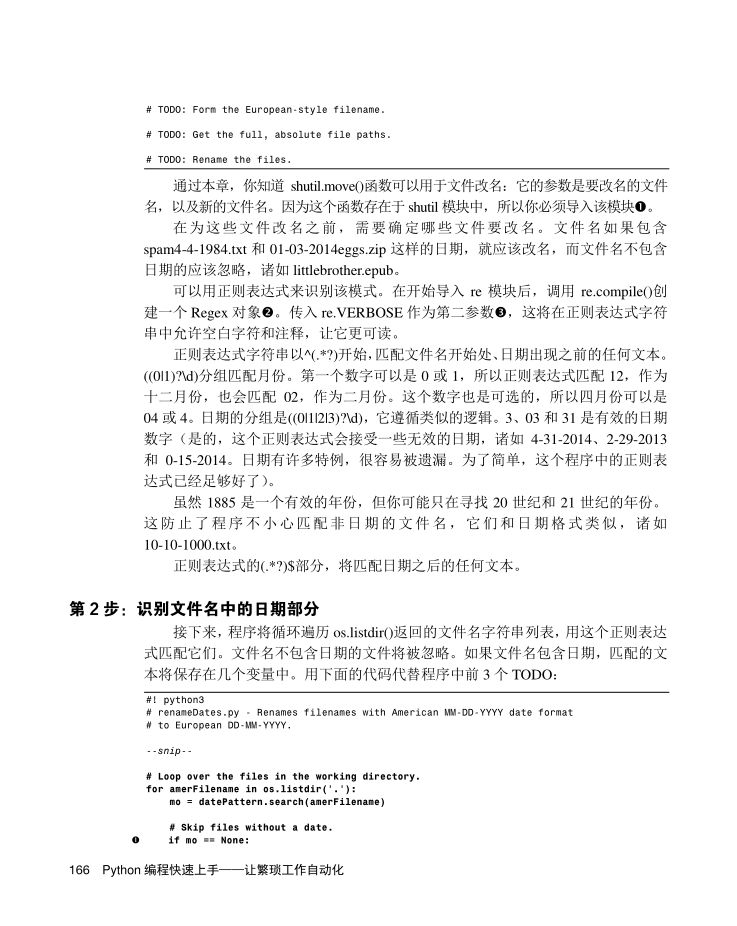 # TODO: Form the European-style filename.
# TODO: Get the full, absolute file paths.
# TODO: Rename the files.
通过本章，你知道 shutil.move()函数可以用于文件改名：它的参数是要改名的文件
名，以及新的文件名。因为这个函数存在于 shutil 模块中，所以你必须导入该模块❶。
在为这些文件改名之前，需要确定哪些文件要改名。文件名如果包含
spam4-4-1984.txt 和 01-03-2014eggs.zip 这样的日期，就应该改名，而文件名不包含
日期的应该忽略，诸如 littlebrother.epub。
可以用正则表达式来识别该模式。在开始导入 re 模块后，调用 re.compile()创
建一个 Regex 对象❷。传入 re.VERBOSE 作为第二参数❸，这将在正则表达式字符
串中允许空白字符和注释，让它更可读。
正则表达式字符串以^(.*?)开始，匹配文件名开始处、日期出现之前的任何文本。
((0|1)?\d)分组匹配月份。第一个数字可以是 0 或 1，所以正则表达式匹配 12，作为
十二月份，也会匹配 02，作为二月份。这个数字也是可选的，所以四月份可以是
04 或 4。日期的分组是((0|1|2|3)?\d)，它遵循类似的逻辑。3、03 和 31 是有效的日期
数字（是的，这个正则表达式会接受一些无效的日期，诸如 4-31-2014、2-29-2013
和 0-15-2014。日期有许多特例，很容易被遗漏。为了简单，这个程序中的正则表
达式已经足够好了）。
虽然 1885 是一个有效的年份，但你可能只在寻找 20 世纪和 21 世纪的年份。
这防止了程序不小心匹配非日期的文件名，它们和日期格式类似，诸如
10-10-1000.txt。
正则表达式的(.*?)$部分，将匹配日期之后的任何文本。
第 2 步：识别文件名中的日期部分
接下来，程序将循环遍历 os.listdir()返回的文件名字符串列表，用这个正则表达
式匹配它们。文件名不包含日期的文件将被忽略。如果文件名包含日期，匹配的文
本将保存在几个变量中。用下面的代码代替程序中前 3 个 TODO：
#! python3
# renameDates.py - Renames filenames with American MM-DD-YYYY date format
# to European DD-MM-YYYY.
--snip--
# Loop over the files in the working directory.
for amerFilename in os.listdir('.'):
mo = datePattern.search(amerFilename)
# Skip files without a date.
❶ if mo == None:
166 Python 编程快速上手——让繁琐工作自动化